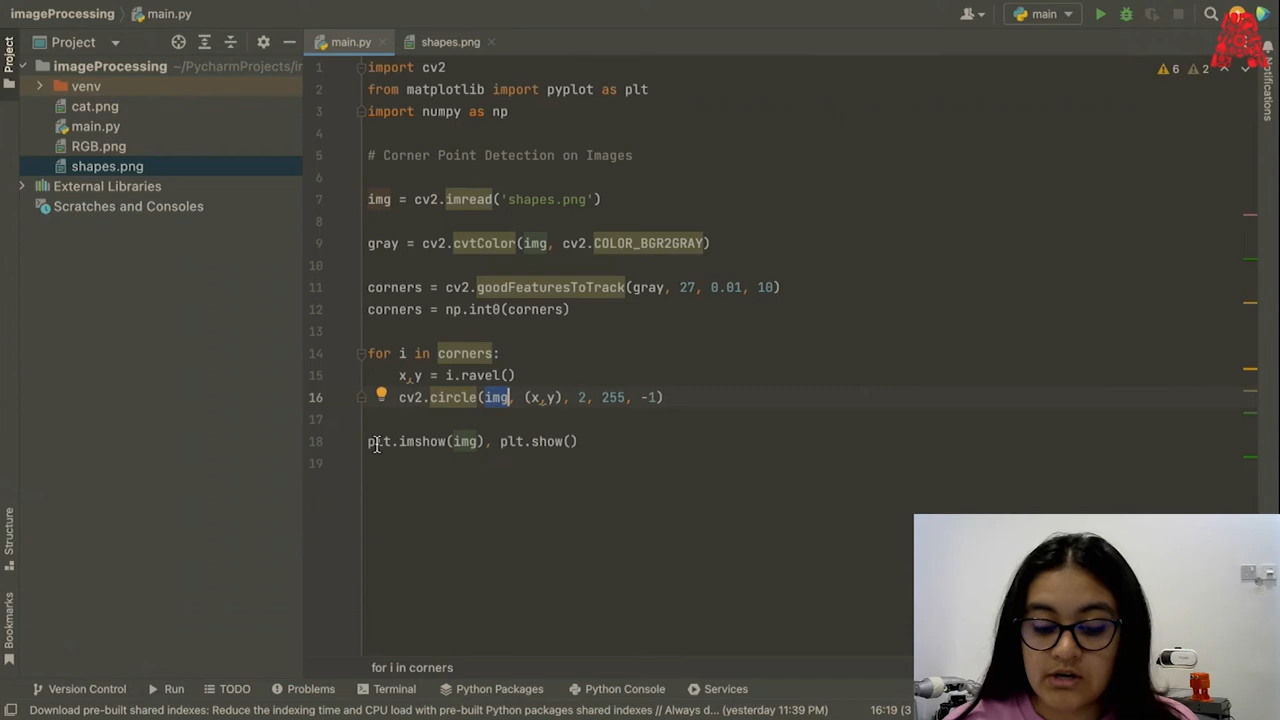 imageProcessing
main.py
main
Project
main.py
shapes.png
Project
imageProcessing ~/PycharmProjects/i
venv
cat.png
main.py
RGB.png
shapes.png
External Libraries
Scratches and Consoles
Structure
Bookmarks
Notifications
6 2
1 import cv2
2 from matplotlib import pyplot as plt
3 import numpy as np
4
5 # Corner Point Detection on Images
6
7 img = cv2.imread('shapes.png')
8
9 gray = cv2.cvtColor(img, cv2.COLOR_BGR2GRAY)
10
11 corners = cv2.goodFeaturesToTrack(gray, 27, 0.01, 10)
12 corners = np.int0(corners)
13
14 for i in corners:
15 x,y = i.ravel()
16 cv2.circle(img, (x,y), 2, 255, -1)
17
18 plt.imshow(img), plt.show()
19
for i in corners
Version Control Run TODO Problems Terminal Python Packages Python Console Services
Download pre-built shared indexes: Reduce the indexing time and CPU load with pre-built Python packages shared indexes // Always d... (yesterday 11:39 PM) 16:19 (3